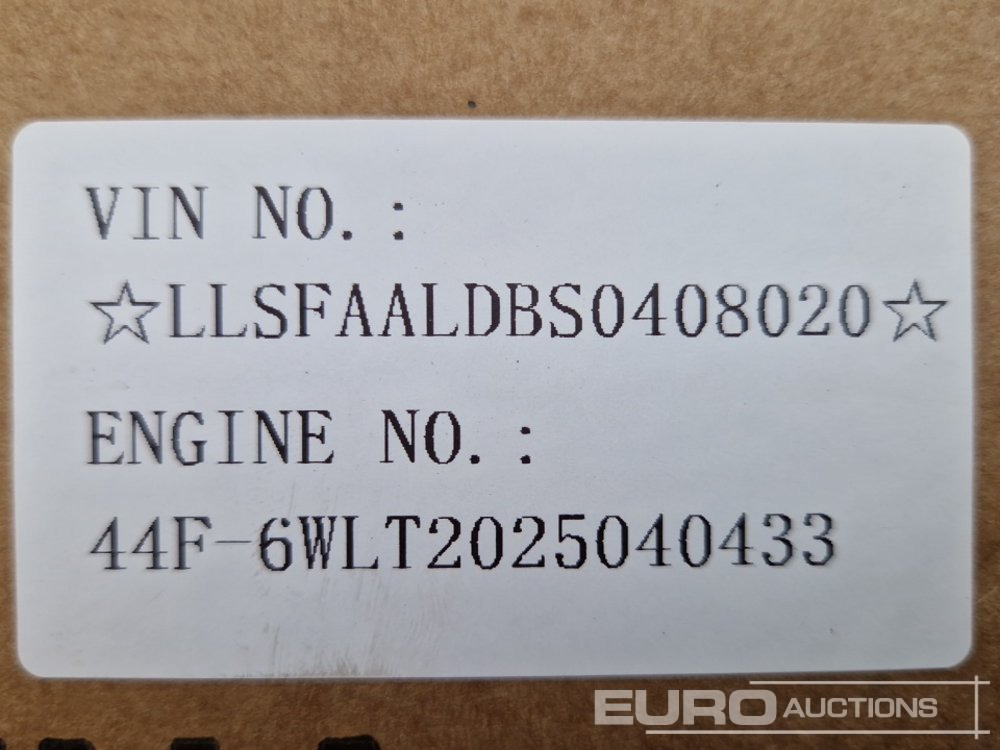 VIN NO.:
☆LLSFAALDBS0408020☆
ENGINE NO.:
44F-6WLT2025040433
EURO AUCTIONS